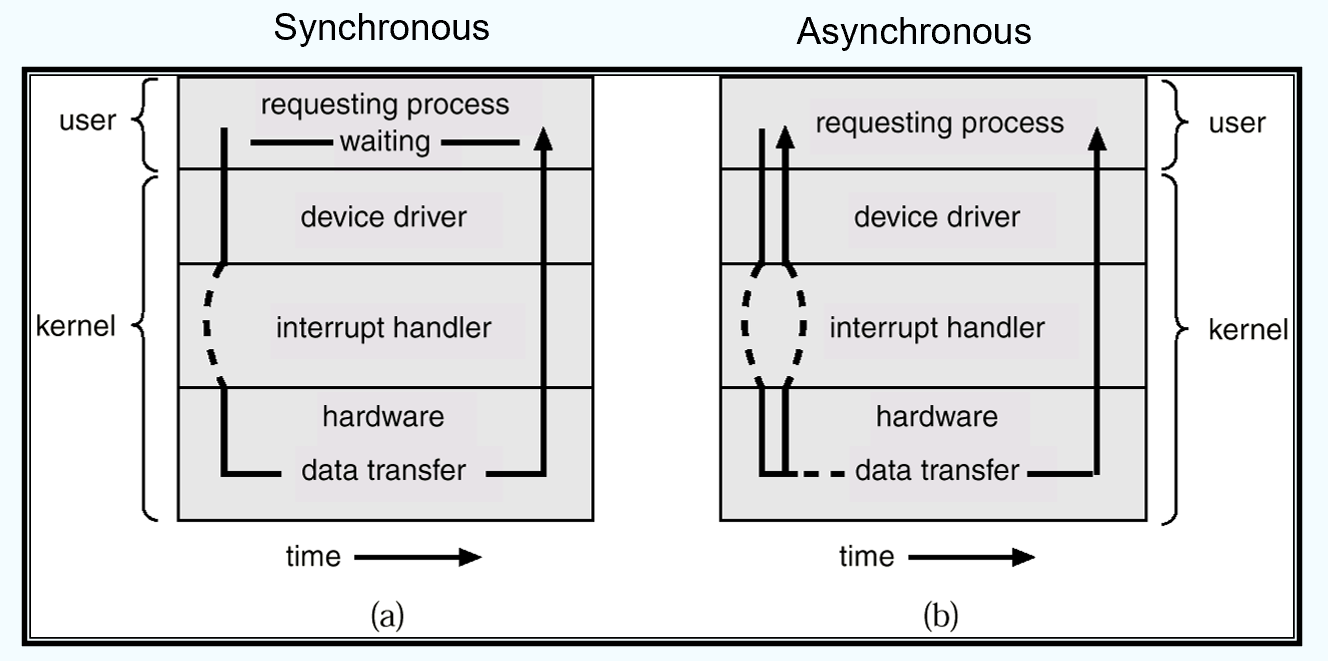 Synchronous
Asynchronous
user
requesting process
waiting
device driver
kernel
interrupt handler
hardware
data transfer
time
(a)
requesting process
user
device driver
interrupt handler
kernel
hardware
data transfer
time
(b)